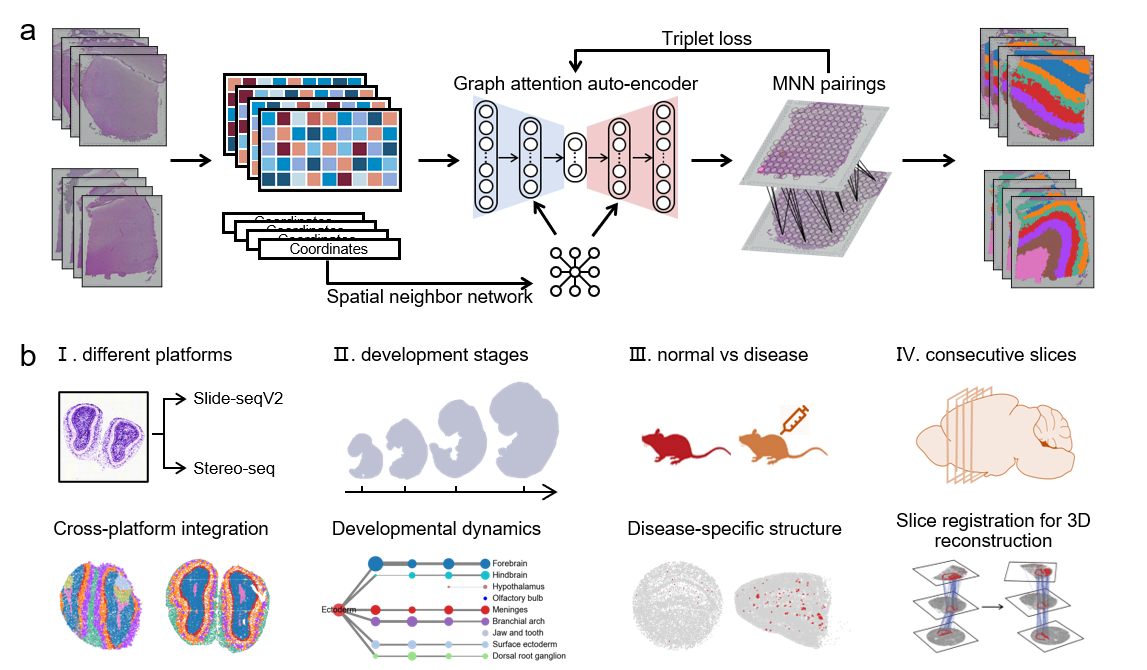 a
Triplet loss
Graph attention auto-encoder
MNN pairings
Coordinates
Coordinates
Coordinates
Coordinates
Spatial neighbor network
b
Ⅰ. different platforms
Ⅱ. development stages
Ⅲ. normal vs disease
Ⅳ. consecutive slices
Slide-seqV2
Stereo-seq
Cross-platform integration
Developmental dynamics
Disease-specific structure
Slice registration for 3D
reconstruction
Ectoderm
Forebrain
Hindbrain
Hypothalamus
Olfactory bulb
Meninges
Branchial arch
Jaw and tooth
Surface ectoderm
Dorsal root ganglion